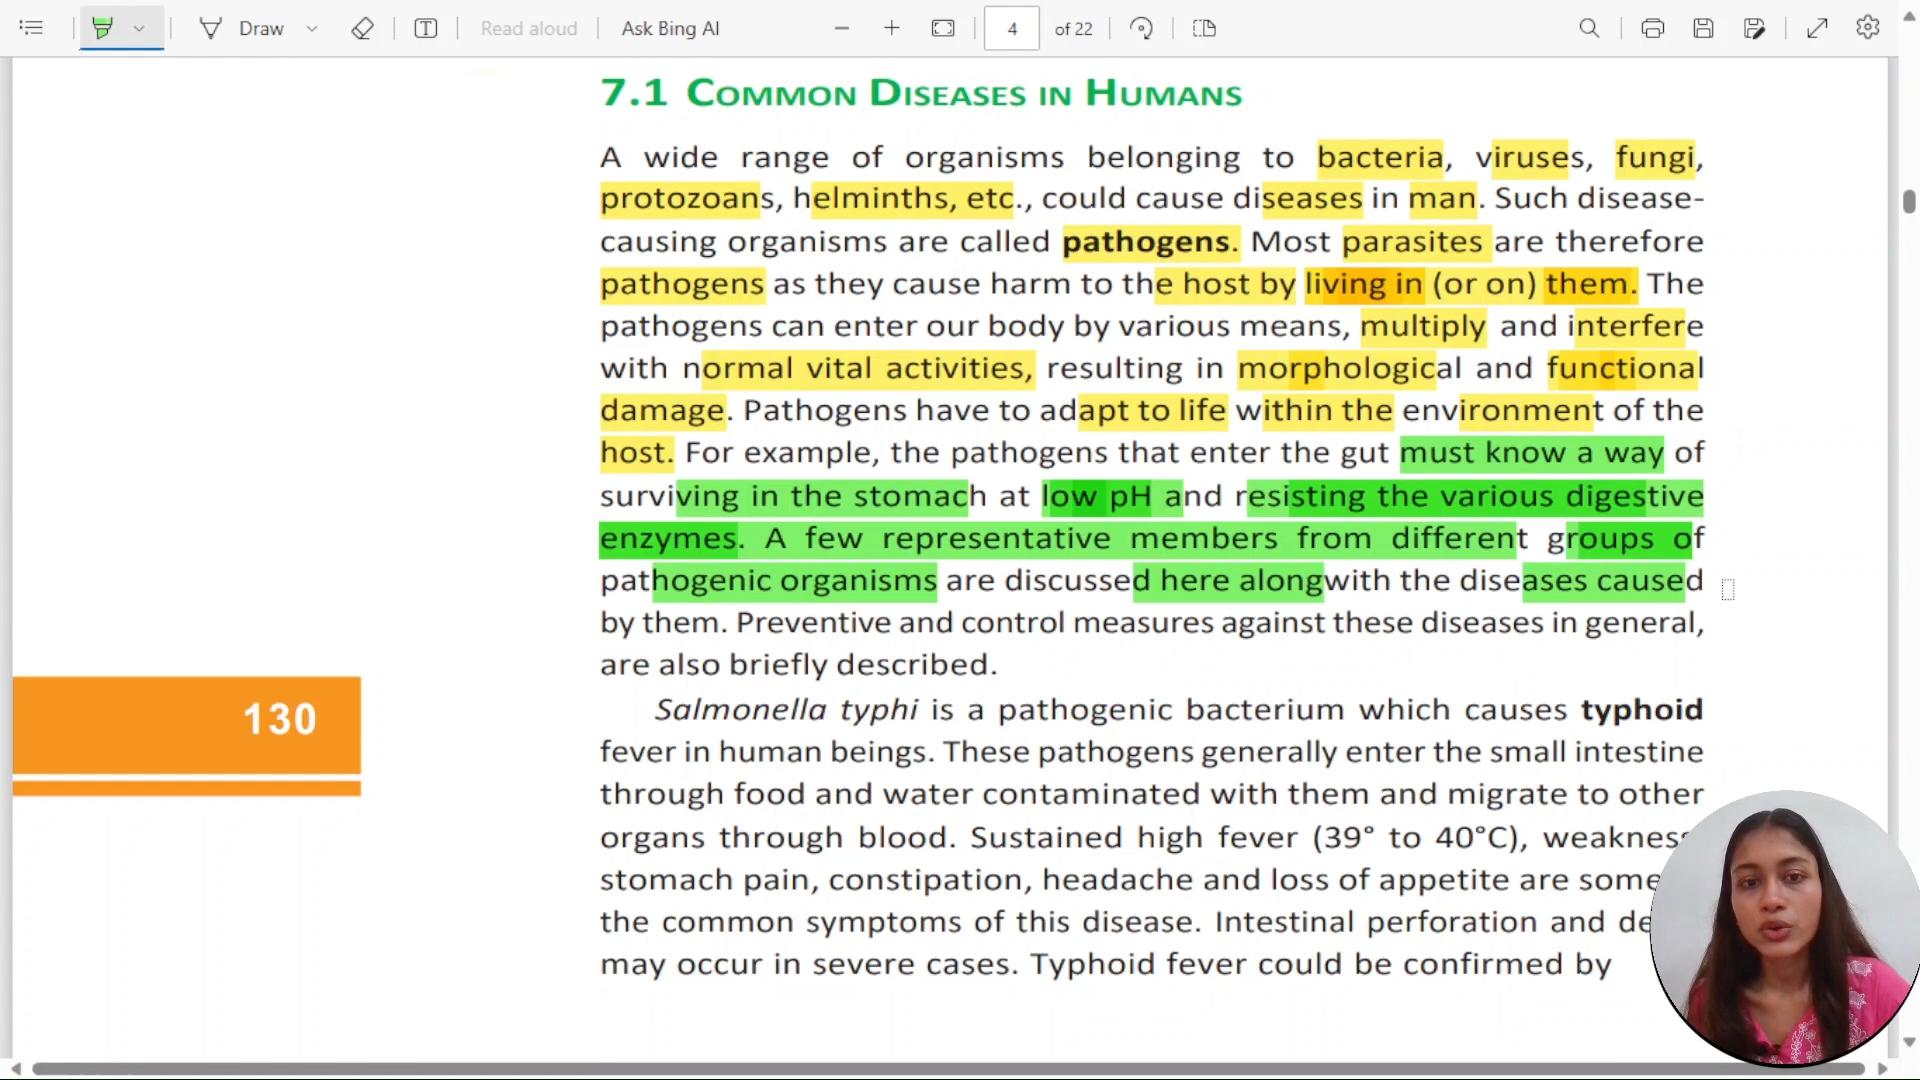 Draw
Read aloud
Ask Bing AI
4
of 22
7.1 COMMON DISEASES IN HUMANS
A wide range of organisms belonging to bacteria, viruses, fungi,
protozoans, helminths, etc., could cause diseases in man. Such disease-
causing organisms are called pathogens. Most parasites are therefore
pathogens as they cause harm to the host by living in (or on) them. The
pathogens can enter our body by various means, multiply and interfere
with normal vital activities, resulting in morphological and functional
damage. Pathogens have to adapt to life within the environment of the
host. For example, the pathogens that enter the gut must know a way of
surviving in the stomach at low pH and resisting the various digestive
enzymes. A few representative members from different groups of
pathogenic organisms are discussed here alongwith the diseases caused
by them. Preventive and control measures against these diseases in general,
are also briefly described.
130
Salmonella typhi is a pathogenic bacterium which causes typhoid
fever in human beings. These pathogens generally enter the small intestine
through food and water contaminated with them and migrate to other
organs through blood. Sustained high fever (39° to 40°C),
stomach pain, constipation, headache and loss of appetite are some
the common symptoms of this disease. Intestinal perforation and
may occur in severe cases. Typhoid fever could be confirmed by